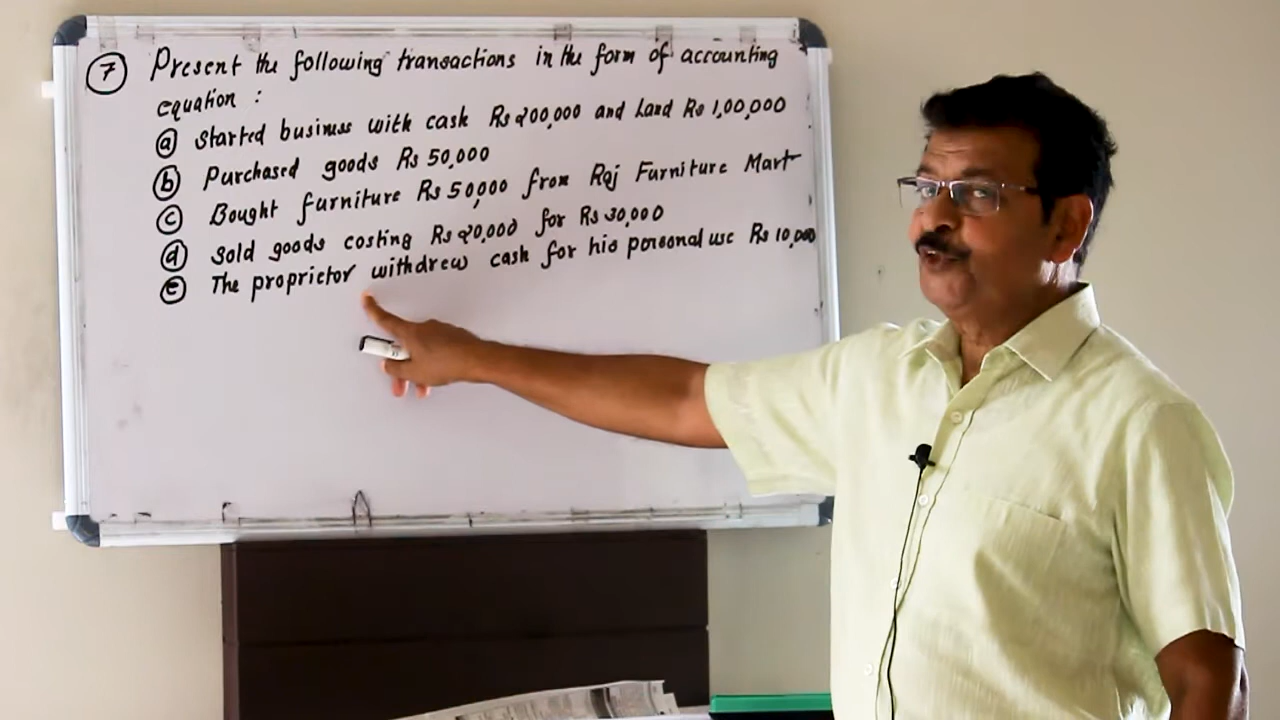 7 Present the following transactions in the form of accounting
equation :
a Started business with cash Rs 200,000 and Land Rs 1,00,000
b Purchased goods Rs 50,000
c Bought furniture Rs 50,000 from Raj Furniture Mart
d Sold goods costing Rs 20,000 for Rs 30,000
e The proprictor withdrew cash for his personal use Rs 10,000